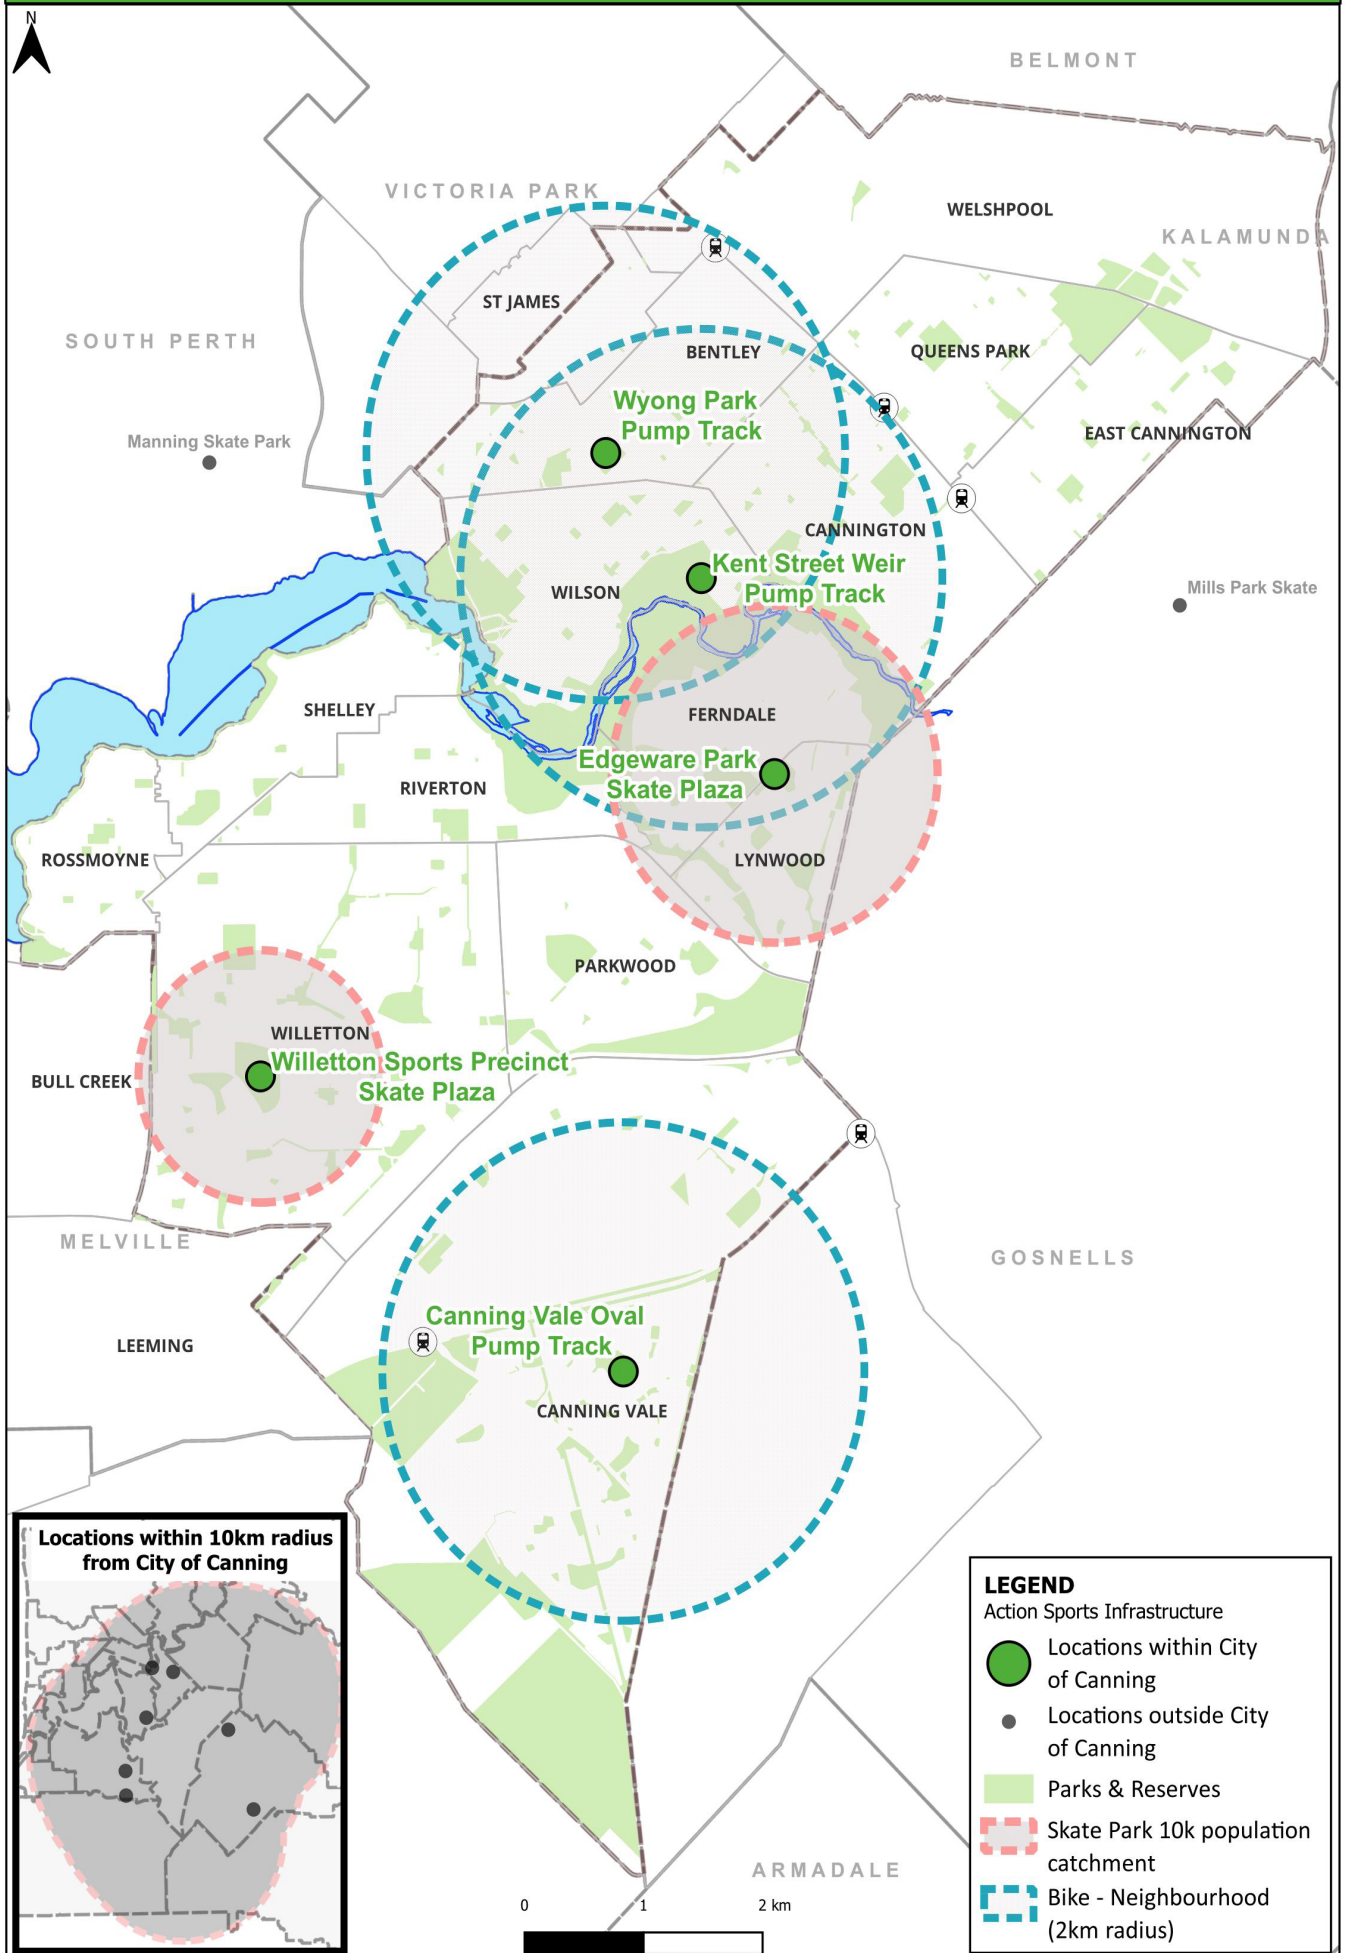 N
BELMONT
VICTORIA PARK
WELSHPOOL
KALAMUNDA
ST JAMES
SOUTH PERTH
BENTLEY
QUEENS PARK
Wyong Park
Pump Track
EAST CANNINGTON
Manning Skate Park
CANNINGTON
Kent Street Weir
Pump Track
WILSON
Mills Park Skate
SHELLEY
FERNDALE
Edgeware Park
Skate Plaza
RIVERTON
ROSSMOYNE
LYNWOOD
PARKWOOD
WILLETTON
Willetton Sports Precinct
Skate Plaza
BULL CREEK
MELVILLE
GOSNELLS
Canning Vale Oval
Pump Track
LEEMING
CANNING VALE
Locations within 10km radius
from City of Canning
LEGEND
Action Sports Infrastructure
Locations within City
of Canning
Locations outside City
of Canning
Parks & Reserves
Skate Park 10k population
catchment
Bike - Neighbourhood
(2km radius)
ARMADALE
0 1 2 km